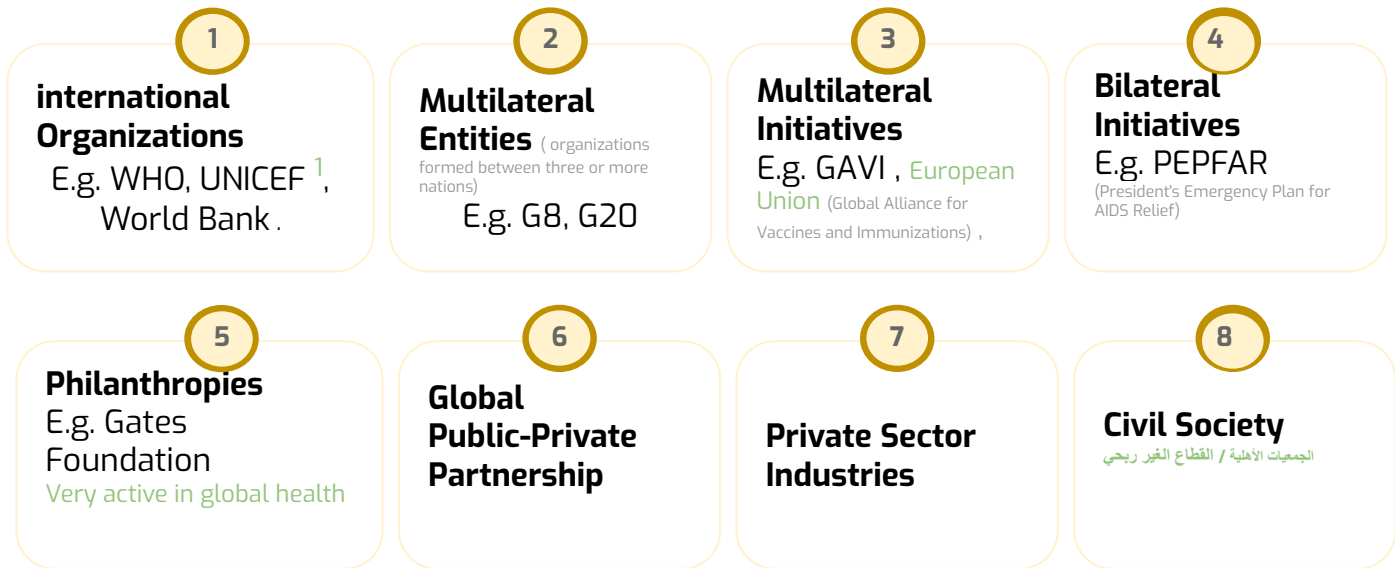 1
international
Organizations
E.g. WHO, UNICEF 1,
World Bank .
2
Multilateral
Entities ( organizations
formed between three or more
nations)
E.g. G8, G20
3
Multilateral
Initiatives
E.g. GAVI , European
Union (Global Alliance for
Vaccines and Immunizations) ,
4
Bilateral
Initiatives
E.g. PEPFAR
(President's Emergency Plan for
AIDS Relief)
5
Philanthropies
E.g. Gates
Foundation
Very active in global health
6
Global
Public-Private
Partnership
7
Private Sector
Industries
8
Civil Society
الجمعيات الأهلية / القطاع الغير ربحي